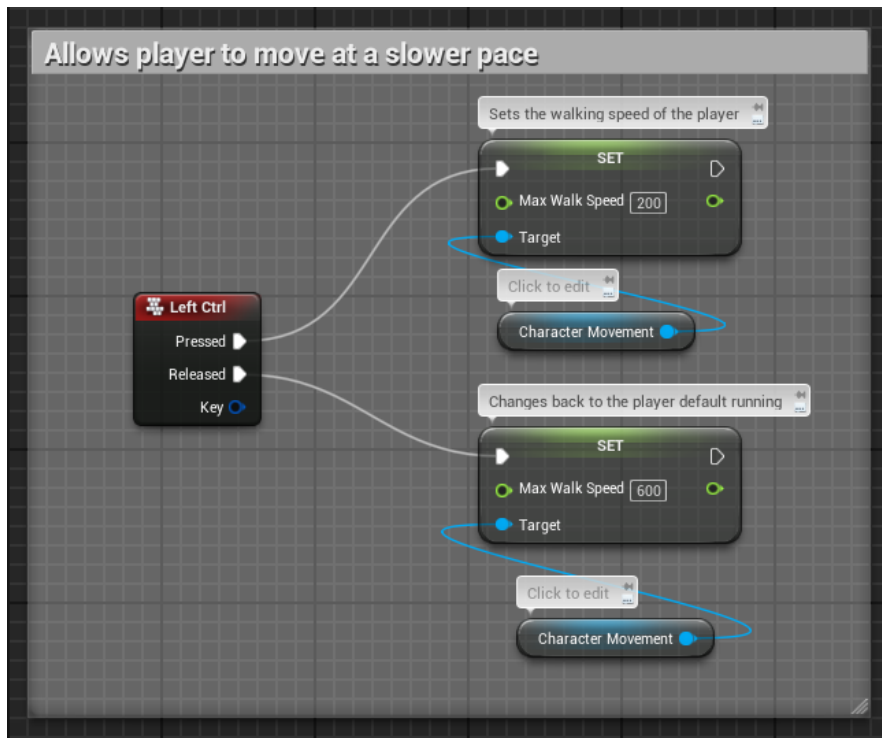 Allows player to move at a slower pace
Sets the walking speed of the player
SET
Max Walk Speed 200
Target
Click to edit
Character Movement
Left Ctrl
Pressed
Released
Key
Changes back to the player default running
SET
Max Walk Speed 600
Target
Click to edit
Character Movement